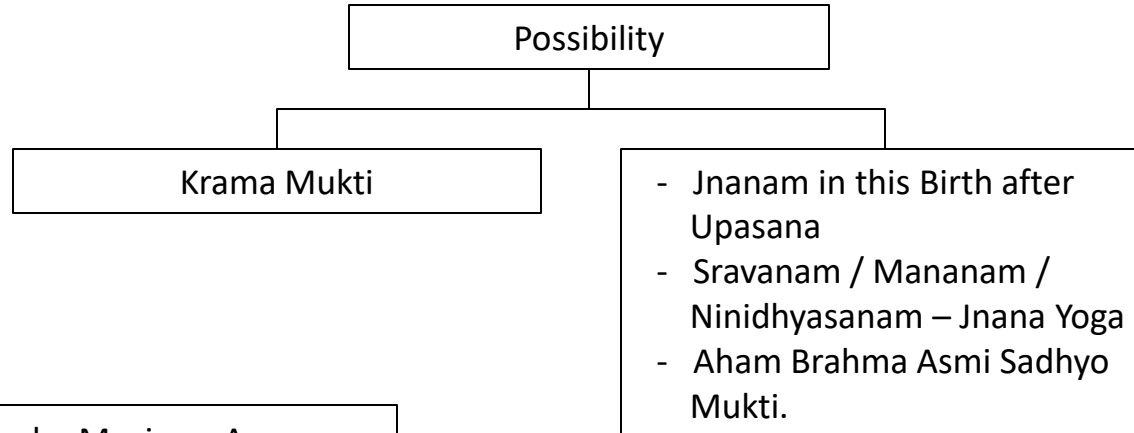 Possibility
Krama Mukti
- Jnanam in this Birth after
Upasana
- Sravanam / Mananam /
Ninidhyasanam – Jnana Yoga
- Aham Brahma Asmi Sadhyo
Mukti.